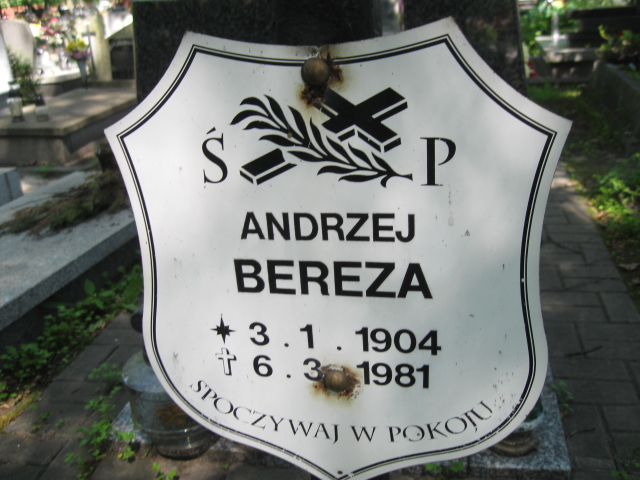 Ś P
ANDRZEJ
BEREZA
3.1.1904
6.3.1981
SPOCZYWAJ W POKOJU